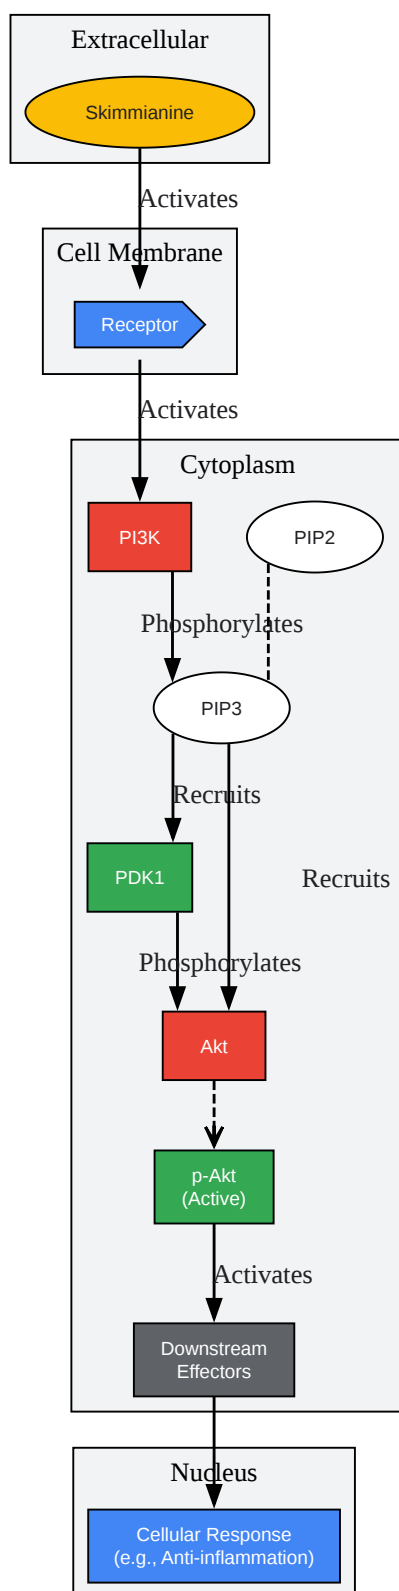 Extracellular
Skimmianine
Activates
Cell Membrane
Receptor
Activates
Cytoplasm
PI3K
PIP2
Phosphorylates
PIP3
Recruits
PDK1
Recruits
Phosphorylates
Akt
p-Akt
(Active)
Activates
Downstream
Effectors
Nucleus
Cellular Response
(e.g., Anti-inflammation)